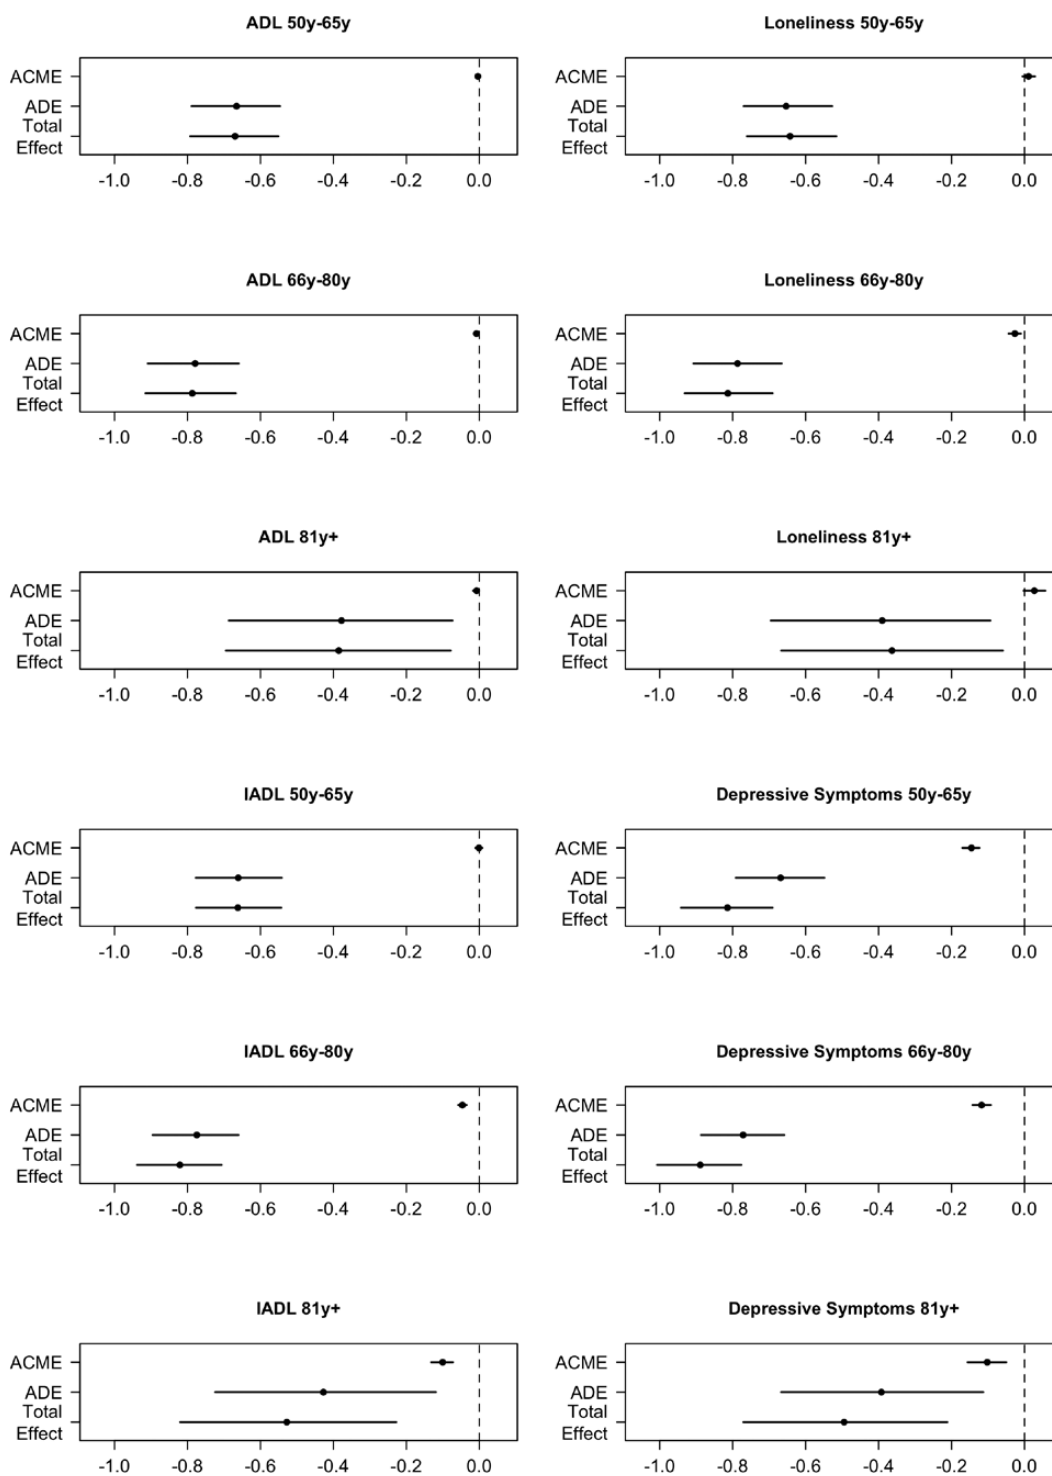 ADL 50y-65y
ACME
ADE
Total
Effect
-1.0 -0.8 -0.6 -0.4 -0.2 0.0
Loneliness 50y-65y
ACME
ADE
Total
Effect
-1.0 -0.8 -0.6 -0.4 -0.2 0.0
ADL 66y-80y
ACME
ADE
Total
Effect
-1.0 -0.8 -0.6 -0.4 -0.2 0.0
Loneliness 66y-80y
ACME
ADE
Total
Effect
-1.0 -0.8 -0.6 -0.4 -0.2 0.0
ADL 81y+
ACME
ADE
Total
Effect
-1.0 -0.8 -0.6 -0.4 -0.2 0.0
Loneliness 81y+
ACME
ADE
Total
Effect
-1.0 -0.8 -0.6 -0.4 -0.2 0.0
IADL 50y-65y
ACME
ADE
Total
Effect
-1.0 -0.8 -0.6 -0.4 -0.2 0.0
Depressive Symptoms 50y-65y
ACME
ADE
Total
Effect
-1.0 -0.8 -0.6 -0.4 -0.2 0.0
IADL 66y-80y
ACME
ADE
Total
Effect
-1.0 -0.8 -0.6 -0.4 -0.2 0.0
Depressive Symptoms 66y-80y
ACME
ADE
Total
Effect
-1.0 -0.8 -0.6 -0.4 -0.2 0.0
IADL 81y+
ACME
ADE
Total
Effect
-1.0 -0.8 -0.6 -0.4 -0.2 0.0
Depressive Symptoms 81y+
ACME
ADE
Total
Effect
-1.0 -0.8 -0.6 -0.4 -0.2 0.0